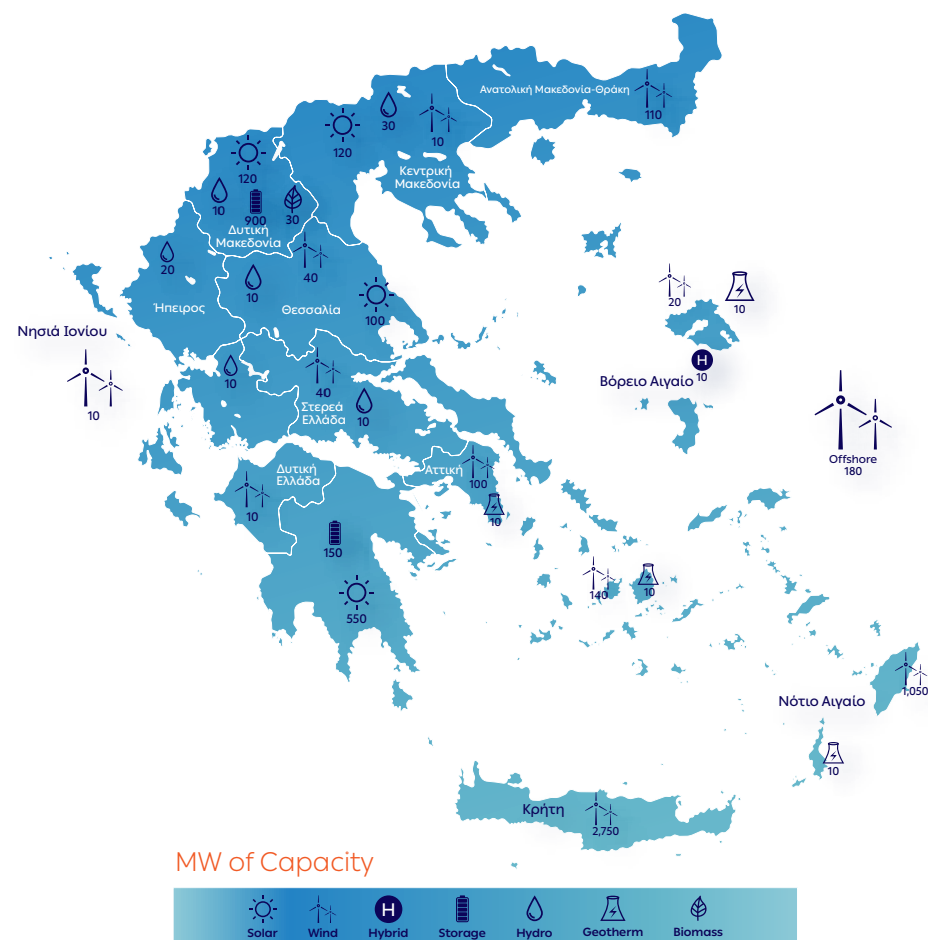 Ανατολική Μακεδονία-Θράκη
110
30
120
10
Κεντρική
Μακεδονία
120
10
900
30
Δυτική
Μακεδονία
20
Ήπειρος
40
10
Θεσσαλία
100
Νησιά Ιονίου
10
20
10
H
10
Βόρειο Αιγαίο
10
40
10
Στερεά
Ελλάδα
Offshore
180
Δυτική
Ελλάδα
10
Αττική
100
10
150
550
140
10
1,050
Νότιο Αιγαίο
10
Κρήτη
2,750
MW of Capacity
H
Solar
Wind
Hybrid
Storage
Hydro
Geotherm
Biomass